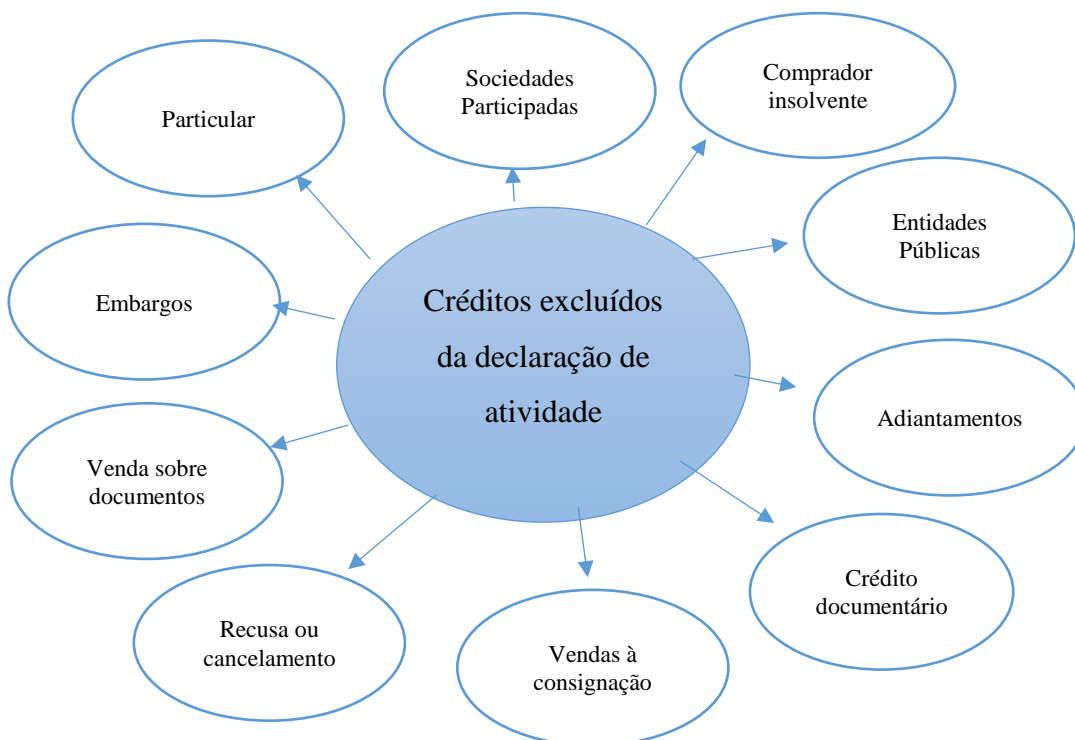 Sociedades
Participadas
Comprador
insolvente
Particular
Entidades
Públicas
Embargos
Créditos excluídos
da declaração de
atividade
Adiantamentos
Venda sobre
documentos
Crédito
documentário
Recusa ou
cancelamento
Vendas à
consignação